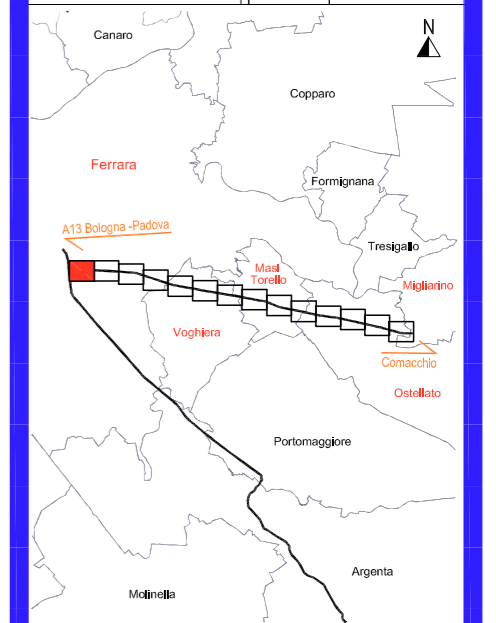 N
Canaro
Copparo
Ferrara
Formignana
A13 Bologna -Padova
Tresigallo
Masi
Torello
Migliarino
Voghiera
Comacchio
Ostellato
Portomaggiore
Argenta
Molinella